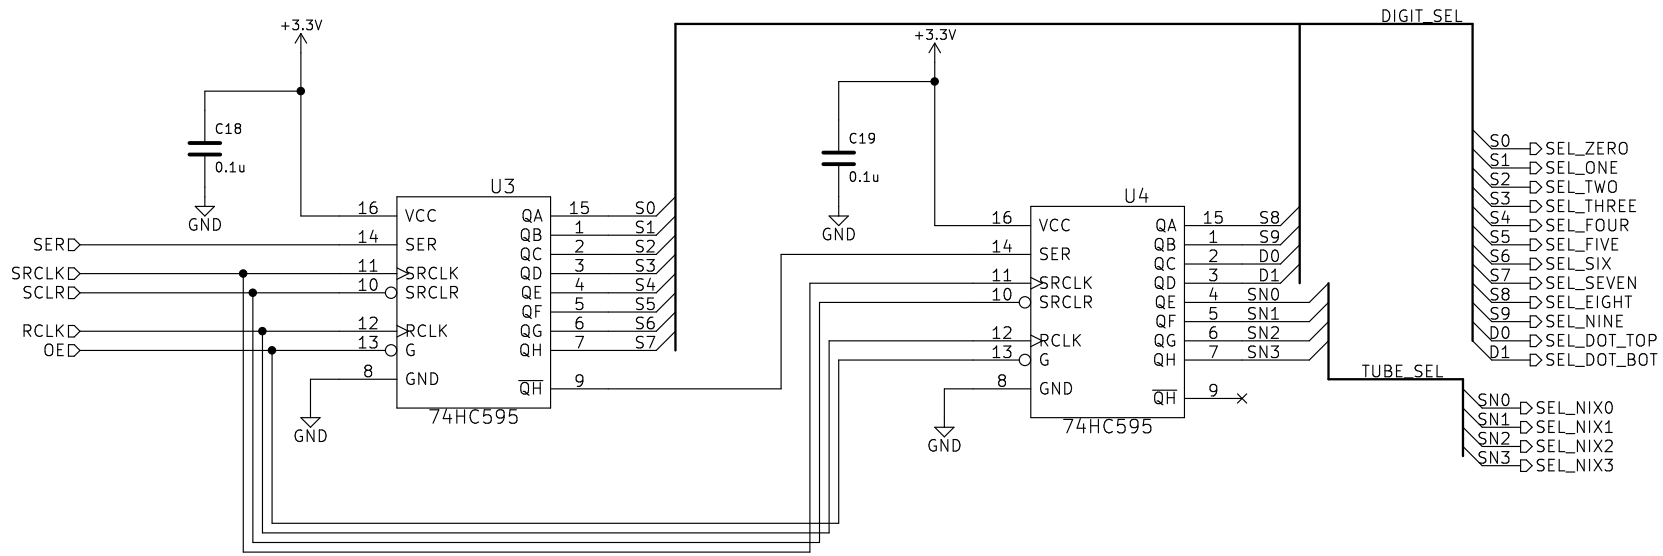 DIGIT_SEL
+3.3V
+3.3V
C18
0.1u
GND
C19
0.1u
GND
U3
16 VCC QA 15 S0
QB 1 S1
SER 14 SER QC 2 S2
SRCLK 11 SRCLK QD 3 S3
SCLR 10 SRCLR QE 4 S4
QF 5 S5
RCLK 12 RCLK QG 6 S6
OE 13 G QH 7 S7
8 GND QH 9
GND
74HC595
U4
16 VCC QA 15 S8
QB 1 S9
14 SER QC 2 D0
11 SRCLK QD 3 D1
10 SRCLR QE 4 SN0
QF 5 SN1
12 RCLK QG 6 SN2
13 G QH 7 SN3
8 GND QH 9
GND
74HC595
S0 SEL_ZERO
S1 SEL_ONE
S2 SEL_TWO
S3 SEL_THREE
S4 SEL_FOUR
S5 SEL_FIVE
S6 SEL_SIX
S7 SEL_SEVEN
S8 SEL_EIGHT
S9 SEL_NINE
D0 SEL_DOT_TOP
D1 SEL_DOT_BOT
TUBE_SEL
SN0 SEL_NIX0
SN1 SEL_NIX1
SN2 SEL_NIX2
SN3 SEL_NIX3